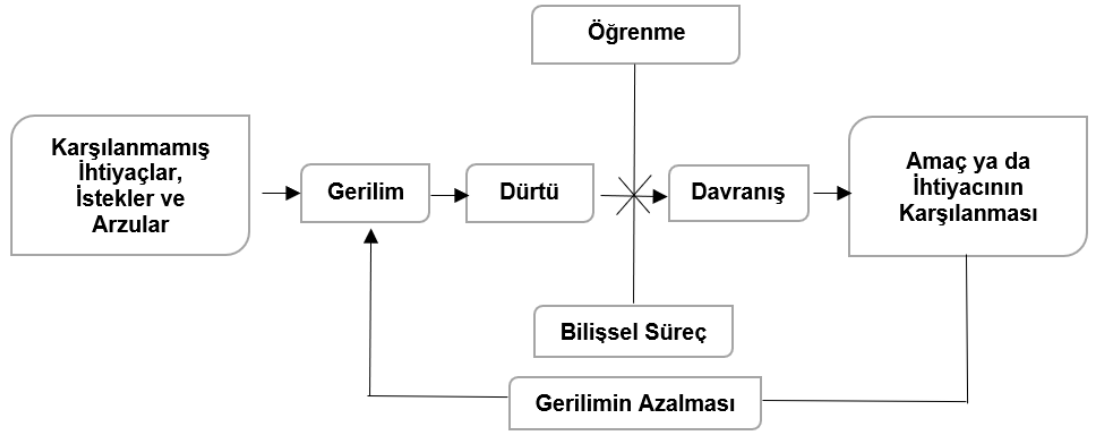 Öğrenme
Karşılanmamış
İhtiyaçlar,
İstekler ve
Arzular
Gerilim
Dürtü
Davranış
Amaç ya da
İhtiyacının
Karşılanması
Bilişsel Süreç
Gerilimin Azalması